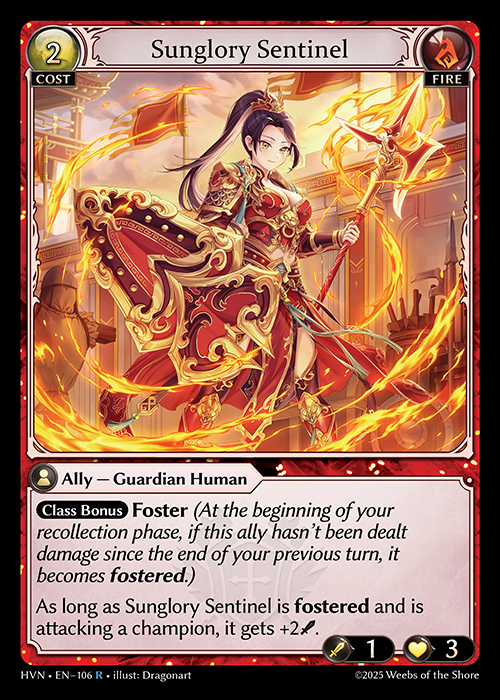 2
Sunglory Sentinel
COST
FIRE
Ally — Guardian Human
Class Bonus Foster (At the beginning of your
recollection phase, if this ally hasn't been dealt
damage since the end of your previous turn, it
becomes fostered.)
As long as Sunglory Sentinel is fostered and is
attacking a champion, it gets +2.
1
3
HVN • EN-106 R • illust: Dragonart
©2025 Weebs of the Shore